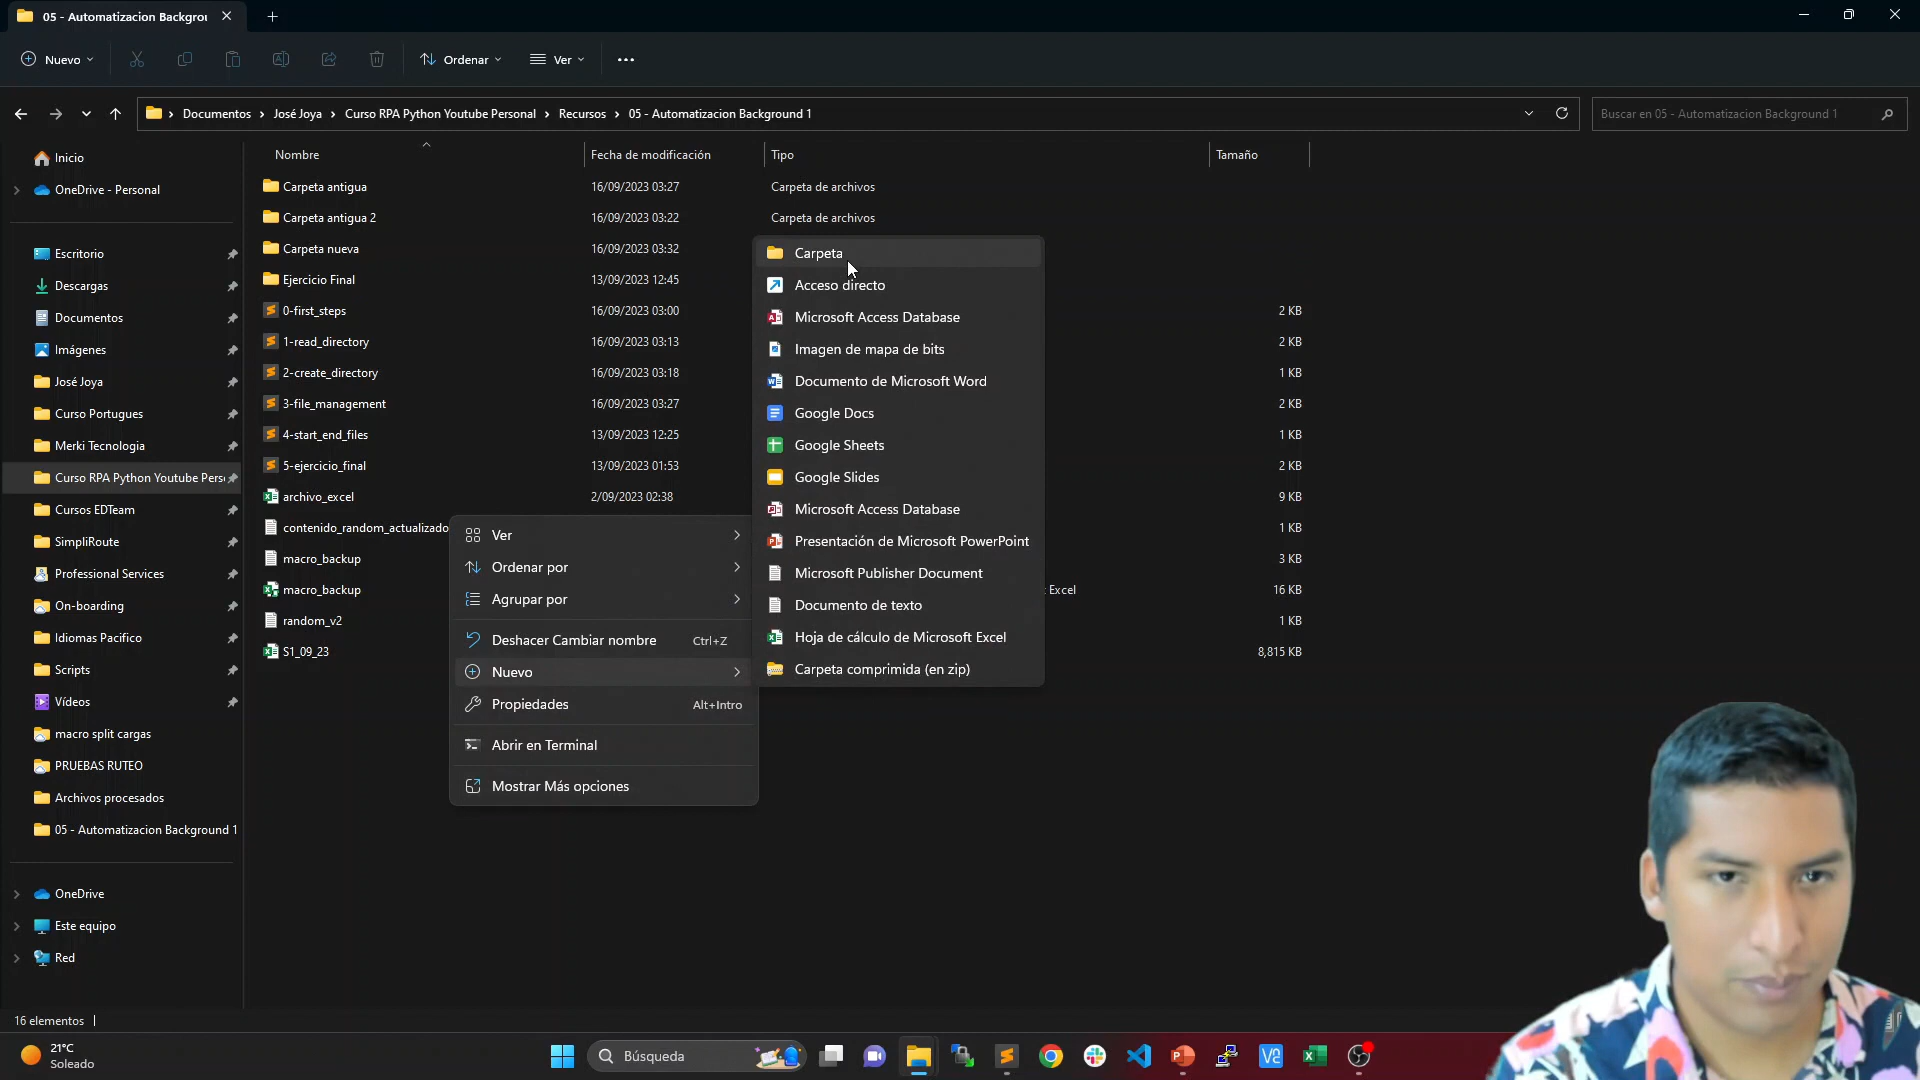 05 - Automatizacion Backgrou
Nuevo
Ordenar
Ver
Documentos
José Joya
Curso RPA Python Youtube Personal
Recursos
05 - Automatizacion Background 1
Buscar en 05 - Automatizacion Background 1
Inicio
OneDrive - Personal
Escritorio
Descargas
Documentos
Imágenes
José Joya
Curso Portugues
Merki Tecnologia
Curso RPA Python Youtube Pers
Cursos EDTeam
SimpliRoute
Professional Services
On-boarding
Idiomas Pacifico
Scripts
Vídeos
macro split cargas
PRUEBAS RUTEO
Archivos procesados
05 - Automatizacion Background 1
OneDrive
Este equipo
Red
Nombre Fecha de modificación Tipo Tamaño
Carpeta antigua 16/09/2023 03:27 Carpeta de archivos
Carpeta antigua 2 16/09/2023 03:22 Carpeta de archivos
Carpeta nueva 16/09/2023 03:32
Ejercicio Final 13/09/2023 12:45
0-first_steps 16/09/2023 03:00 2 KB
1-read_directory 16/09/2023 03:13 2 KB
2-create_directory 16/09/2023 03:18 1 KB
3-file_management 16/09/2023 03:27 2 KB
4-start_end_files 13/09/2023 12:25 1 KB
5-ejercicio_final 13/09/2023 01:53 2 KB
archivo_excel 2/09/2023 02:38 9 KB
contenido_random_actualizado 1 KB
macro_backup 3 KB
macro_backup Excel 16 KB
random_v2 1 KB
S1_09_23 8,815 KB
Ver
Ordenar por
Agrupar por
Deshacer Cambiar nombre Ctrl+Z
Nuevo
Propiedades Alt+Intro
Abrir en Terminal
Mostrar Más opciones
Carpeta
Acceso directo
Microsoft Access Database
Imagen de mapa de bits
Documento de Microsoft Word
Google Docs
Google Sheets
Google Slides
Microsoft Access Database
Presentación de Microsoft PowerPoint
Microsoft Publisher Document
Documento de texto
Hoja de cálculo de Microsoft Excel
Carpeta comprimida (en zip)
16 elementos
21°C
Soleado
Búsqueda